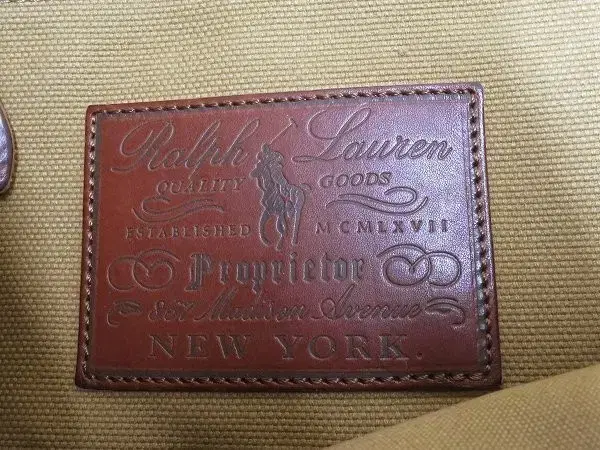 Ralph Lauren
QUALITY GOODS
ESTABLISHED MCMLXVII
Proprietor
867 Madison Avenue
NEW YORK.